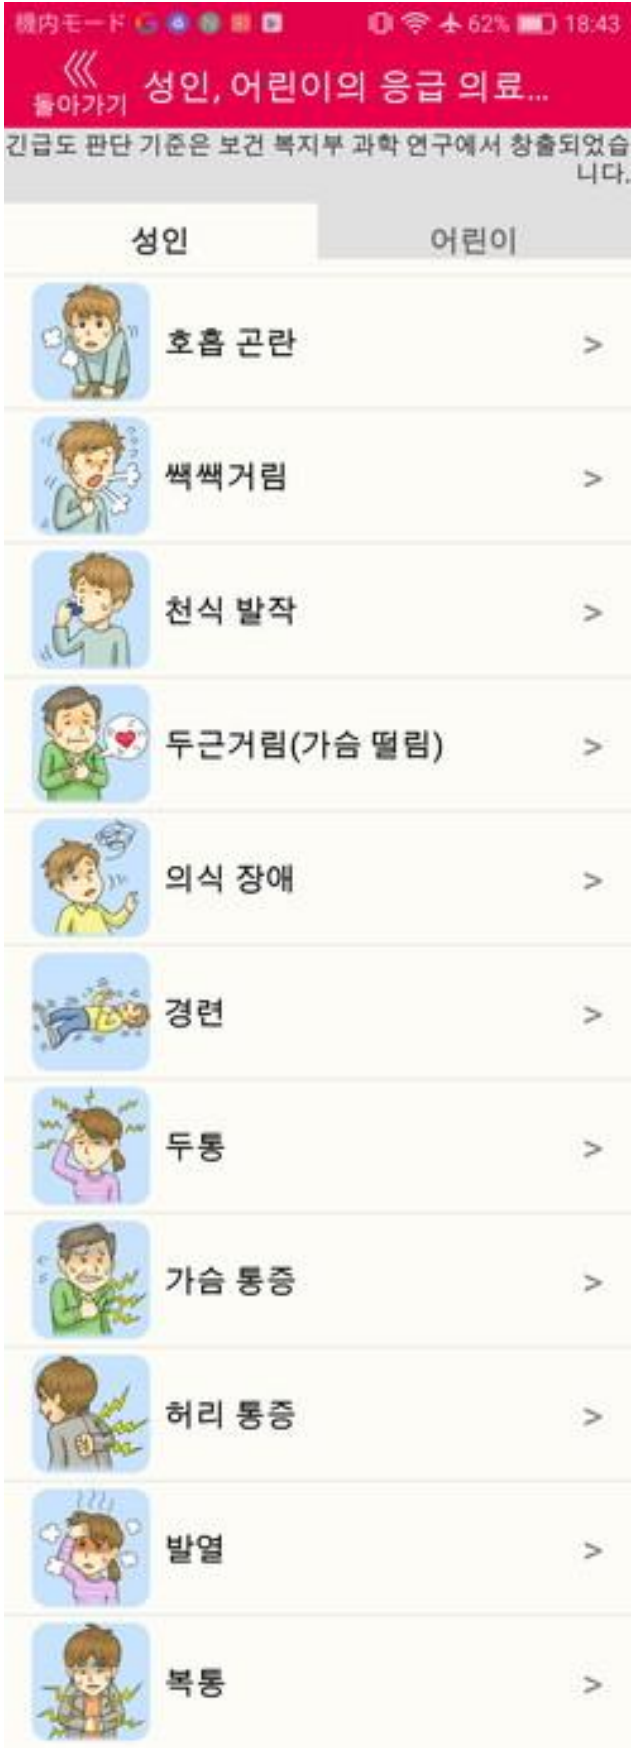 機内モード 62% 18:43
돌아가기 성인, 어린이의 응급 의료...
긴급도 판단 기준은 보건 복지부 과학 연구에서 창출되었습
니다.
성인 어린이
호흡 곤란 >
쌕쌕거림 >
천식 발작 >
두근거림(가슴 떨림) >
의식 장애 >
경련 >
두통 >
가슴 통증 >
허리 통증 >
발열 >
복통 >